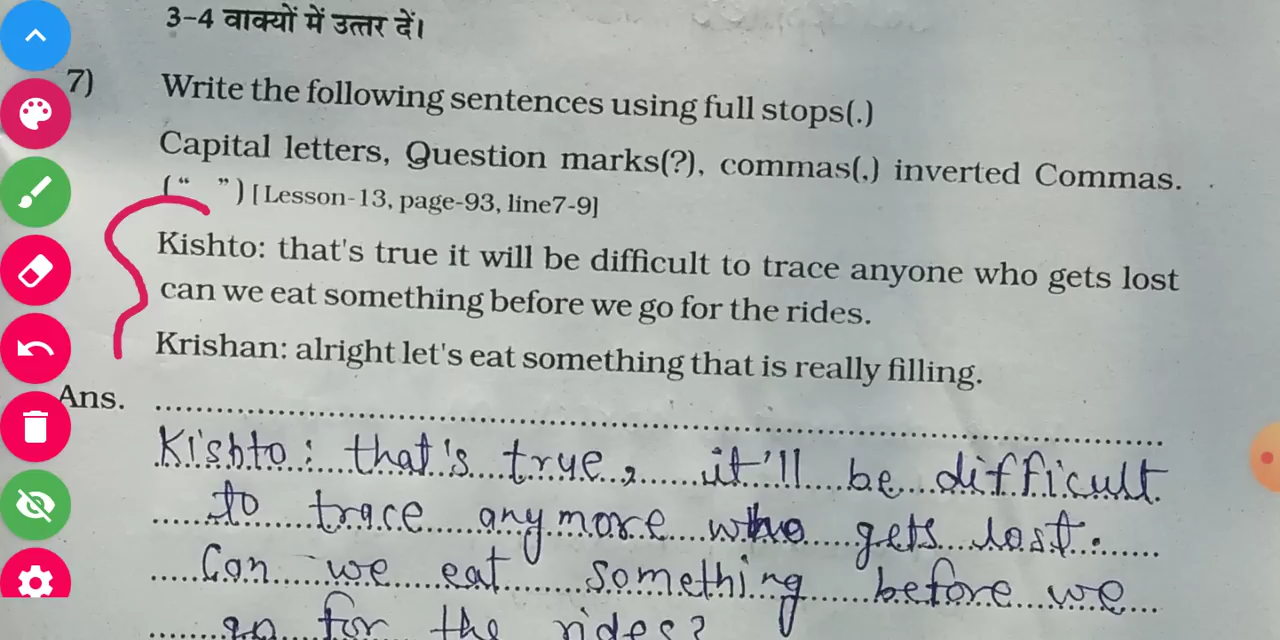 3-4 वाक्यों में उत्तर दें।
7) Write the following sentences using full stops(.)
Capital letters, Question marks(?), commas(,) inverted Commas.
(“ ”) [Lesson-13, page-93, line7-9]
Kishto: that's true it will be difficult to trace anyone who gets lost
can we eat something before we go for the rides.
Krishan: alright let's eat something that is really filling.
Ans.
Kishto: that's true, it'll be difficult
to trace anymore who gets lost.
Can we eat something before we
go for the rides?